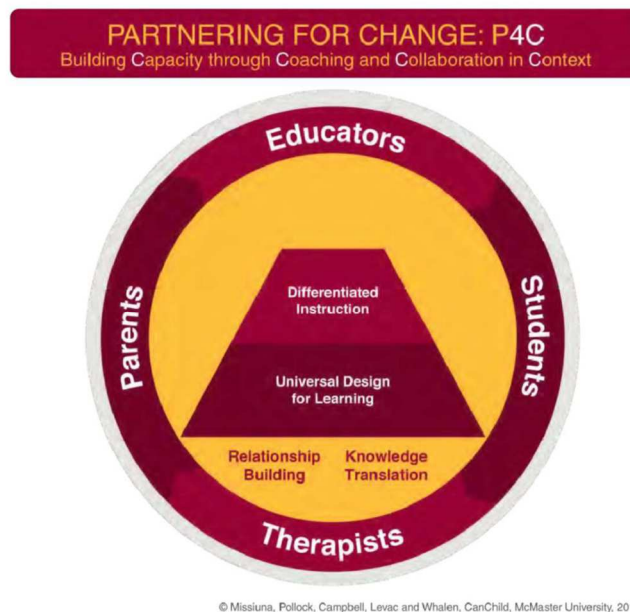 PARTNERING FOR CHANGE: P4C
Building Capacity through Coaching and Collaboration in Context
Educators
Parents
Students
Differentiated
Instruction
Universal Design
for Learning
Relationship
Building
Knowledge
Translation
Therapists
© Missiuna, Pollock, Campbell, Levac and Whalen, CanChild, McMaster University, 20